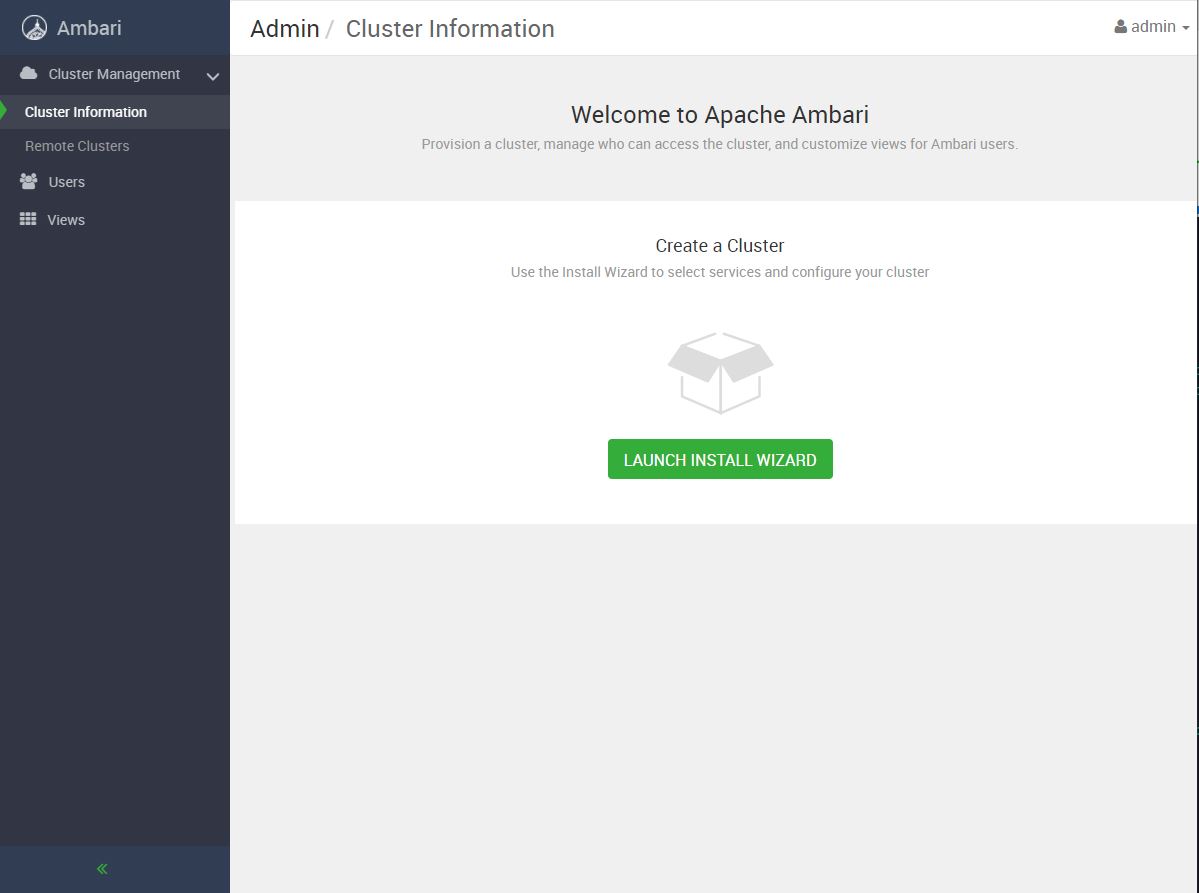 Ambari
Admin / Cluster Information
admin
Cluster Management
Cluster Information
Remote Clusters
Users
Views
Welcome to Apache Ambari
Provision a cluster, manage who can access the cluster, and customize views for Ambari users.
Create a Cluster
Use the Install Wizard to select services and configure your cluster
LAUNCH INSTALL WIZARD